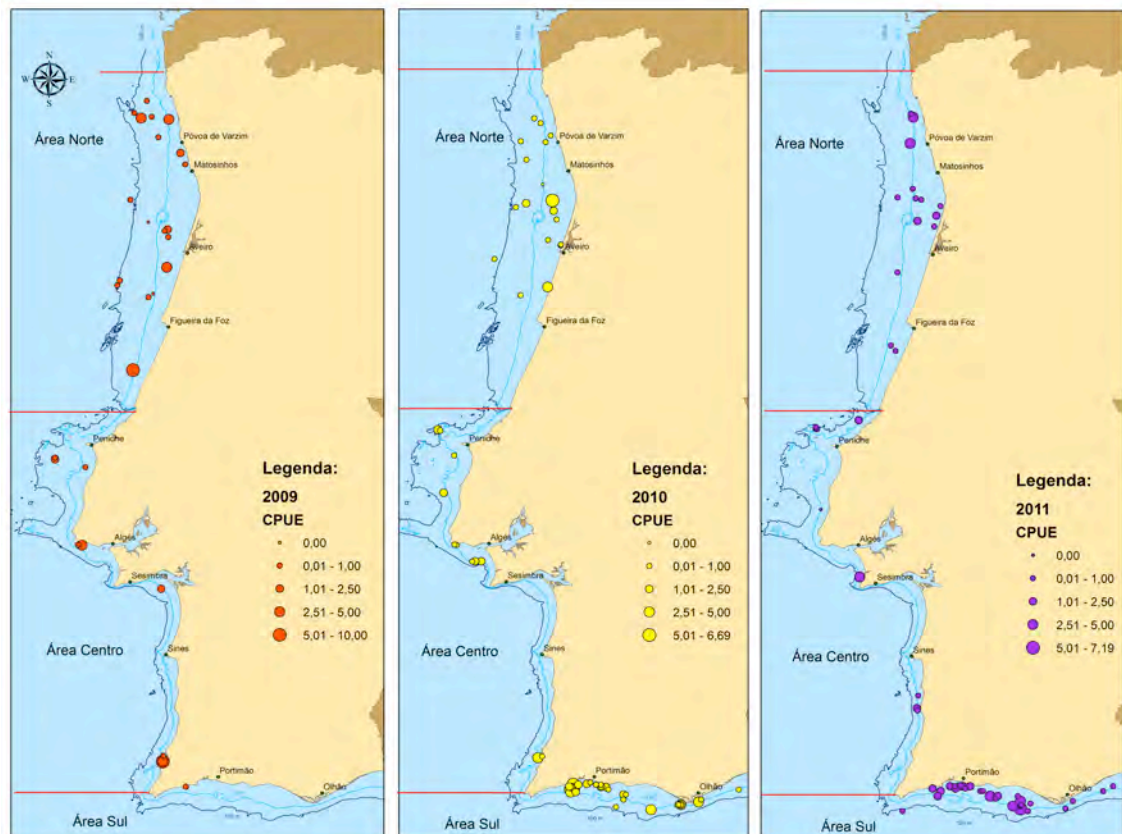 N
W
E
S
Área Norte
Póvoa de Varzim
Matosinhos
Aveiro
Figueira da Foz
Peniche
Legenda:
2009
CPUE
0,00
0,01 - 1,00
1,01 - 2,50
2,51 - 5,00
5,01 - 10,00
Algés
Sesimbra
Área Centro
Sines
Portimão
Olhão
Área Sul
Área Norte
Póvoa de Varzim
Matosinhos
Aveiro
Figueira da Foz
Peniche
Legenda:
2010
CPUE
0,00
0,01 - 1,00
1,01 - 2,50
2,51 - 5,00
5,01 - 6,69
Algés
Sesimbra
Área Centro
Sines
Portimão
Olhão
Área Sul
Área Norte
Póvoa de Varzim
Matosinhos
Aveiro
Figueira da Foz
Peniche
Legenda:
2011
CPUE
0,00
0,01 - 1,00
1,01 - 2,50
2,51 - 5,00
5,01 - 7,19
Algés
Sesimbra
Área Centro
Sines
Portimão
Olhão
Área Sul